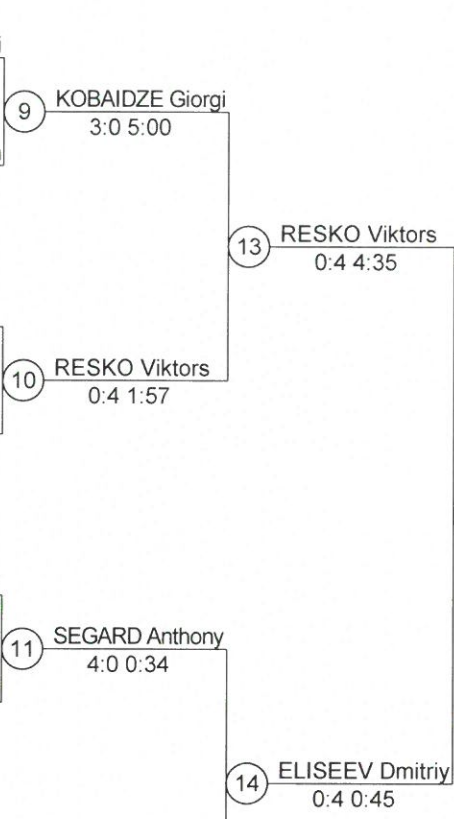 9
KOBAIDZE Giorgi
3:0 5:00
13
RESKO Viktors
0:4 4:35
10
RESKO Viktors
0:4 1:57
11
SEGARD Anthony
4:0 0:34
14
ELISEEV Dmitriy
0:4 0:45